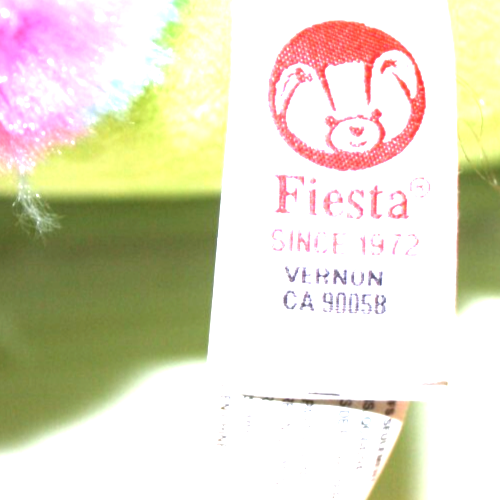 Fiesta®
SINCE 1972
VERNON
CA 90058